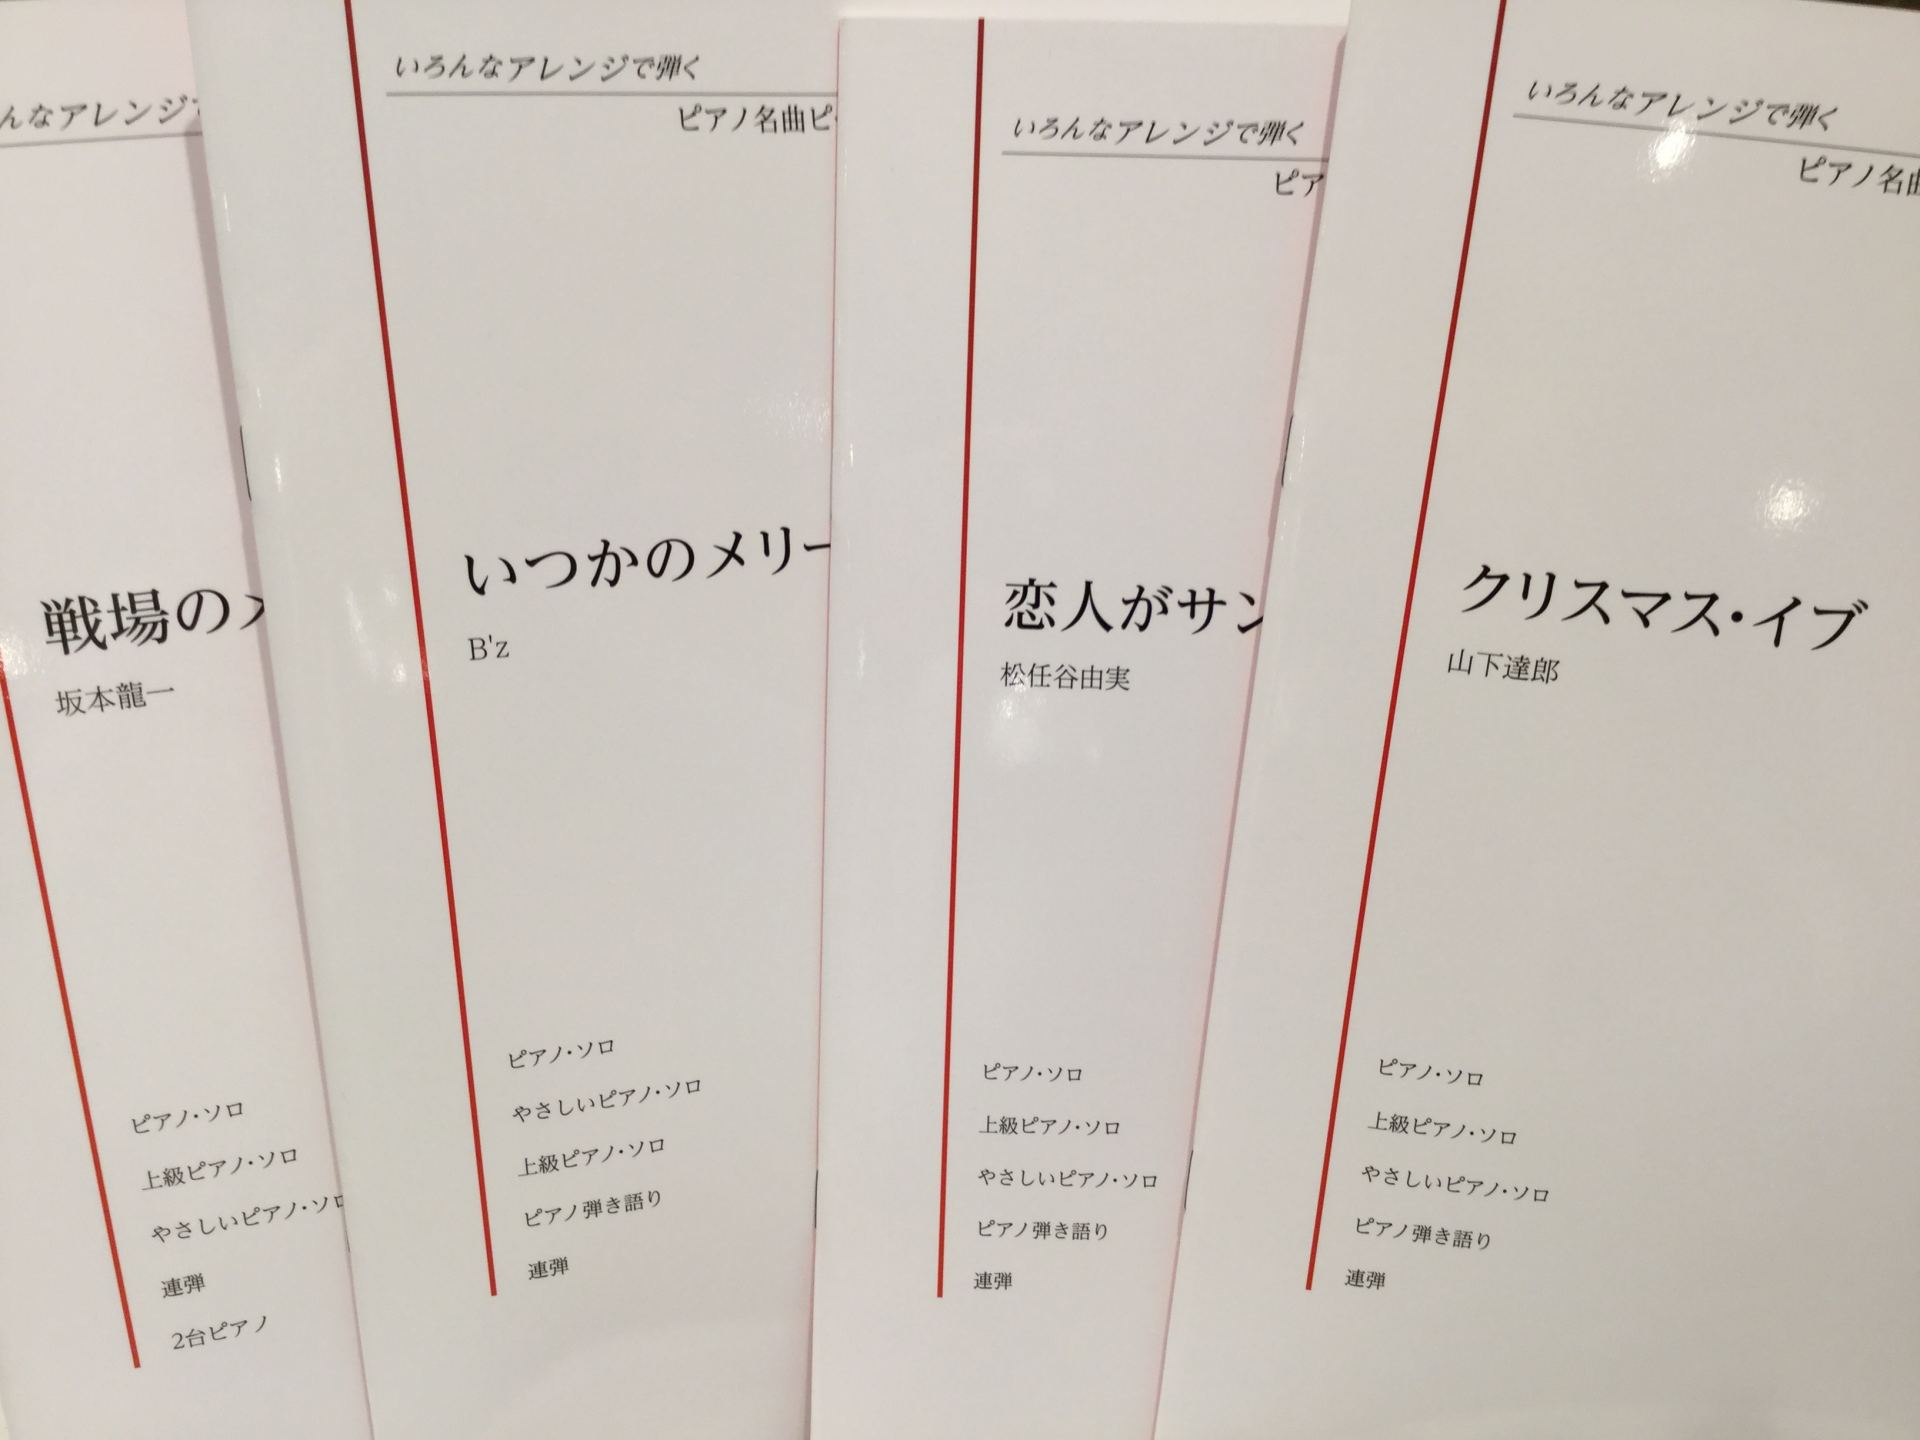 んなアレンジで
戦場の
坂本龍一
ピアノ・ソロ
上級ピアノ・ソロ
やさしいピアノ・ソロ
連弾
2台ピアノ
いろんなアレンジで弾く
ピアノ名曲ピ
いつかのメリー
B'z
ピアノ・ソロ
やさしいピアノ・ソロ
上級ピアノ・ソロ
ピアノ弾き語り
連弾
いろんなアレンジで弾く
ピア
恋人がサン
松任谷由実
ピアノ・ソロ
上級ピアノ・ソロ
やさしいピアノ・ソロ
ピアノ弾き語り
連弾
いろんなアレンジで弾く
ピアノ名曲
クリスマス・イブ
山下達郎
ピアノ・ソロ
上級ピアノ・ソロ
やさしいピアノ・ソロ
ピアノ弾き語り
連弾